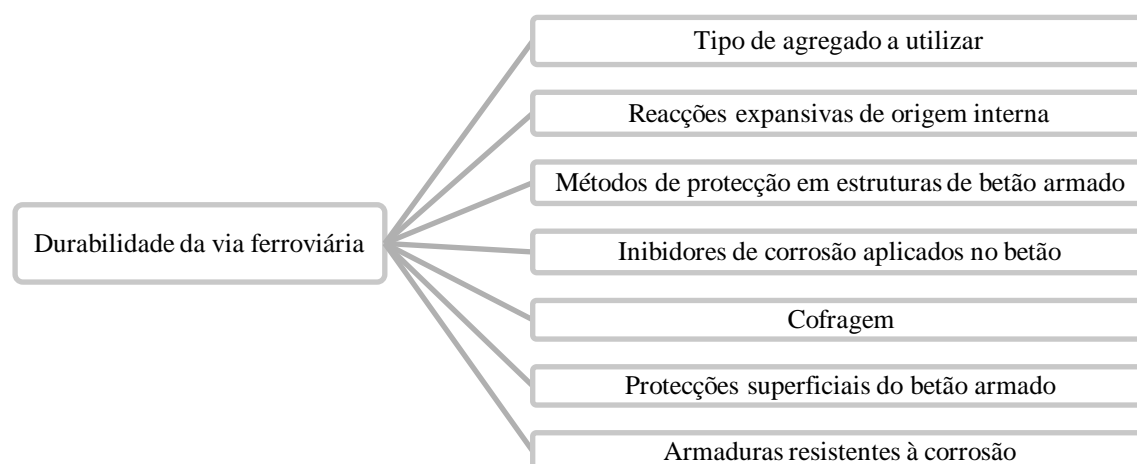 Tipo de agregado a utilizar
Reacções expansivas de origem interna
Métodos de protecção em estruturas de betão armado
Durabilidade da via ferroviária
Inibidores de corrosão aplicados no betão
Cofragem
Protecções superficiais do betão armado
Armaduras resistentes à corrosão